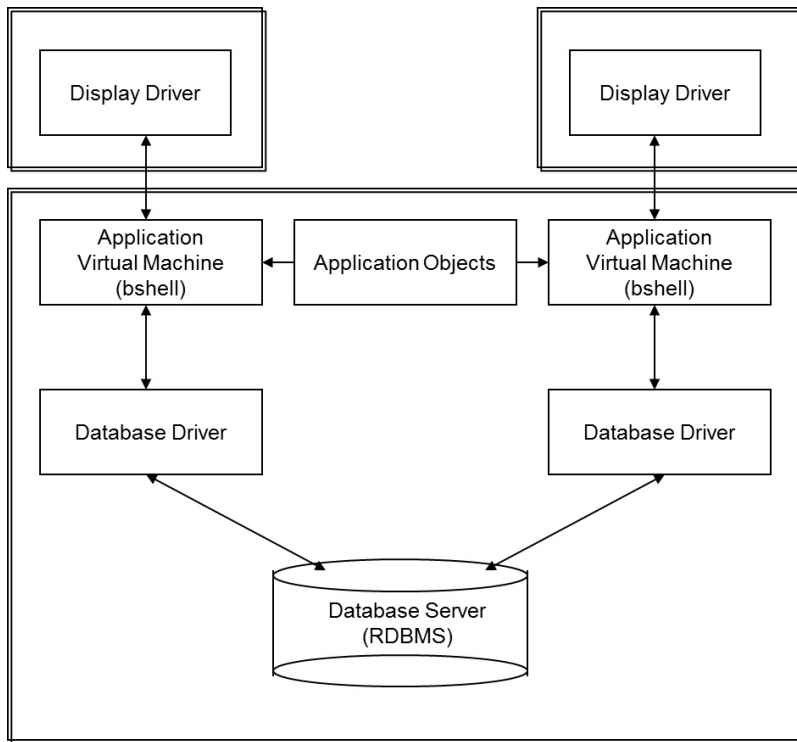 Display Driver
Display Driver
Application
Virtual Machine
(bshell)
Application Objects
Application
Virtual Machine
(bshell)
Database Driver
Database Driver
Database Server
(RDBMS)